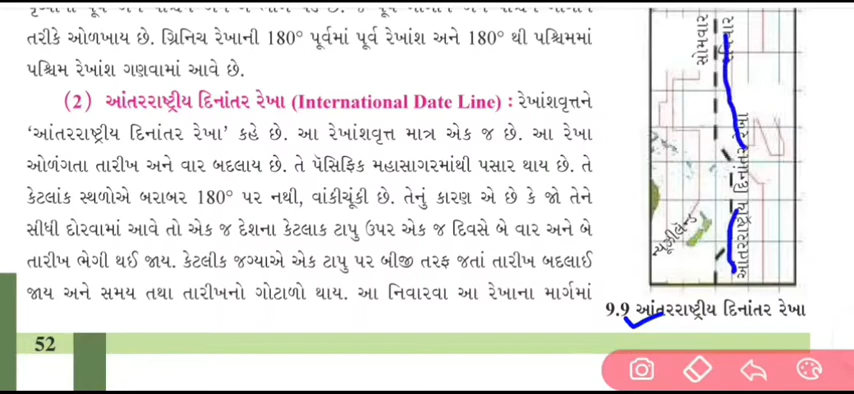 તરીકે ઓળખાય છે. ગ્રિનિચ રેખાની 180° પૂર્વમાં પૂર્વ રેખાંશ અને 180° થી પશ્ચિમમાં
પશ્ચિમ રેખાંશ ગણવામાં આવે છે.
(2) આંતરરાષ્ટ્રીય દિનાંતર રેખા (International Date Line) : રેખાંશવૃત્તને
‘આંતરરાષ્ટ્રીય દિનાંતર રેખા’ કહે છે. આ રેખાંશવૃત્ત માત્ર એક જ છે. આ રેખા
ઓળંગતા તારીખ અને વાર બદલાય છે. તે પૅસિફિક મહાસાગરમાંથી પસાર થાય છે. તે
કેટલાંક સ્થળોએ બરાબર 180° પર નથી, વાંકીચૂંકી છે. તેનું કારણ એ છે કે જો તેને
સીધી દોરવામાં આવે તો એક જ દેશના કેટલાક ટાપુ ઉપર એક જ દિવસે બે વાર અને બે
તારીખ ભેગી થઈ જાય. કેટલીક જગ્યાએ એક ટાપુ પર બીજી તરફ જતાં તારીખ બદલાઈ
જાય અને સમય તથા તારીખનો ગોટાળો થાય. આ નિવારવા આ રેખાના માર્ગમાં
52
સોમવાર
રવિવાર
આંતરરાષ્ટ્રીય દિનાંતર રેખા
ન્યૂઝીલૅન્ડ
9.9 આંતરરાષ્ટ્રીય દિનાંતર રેખા